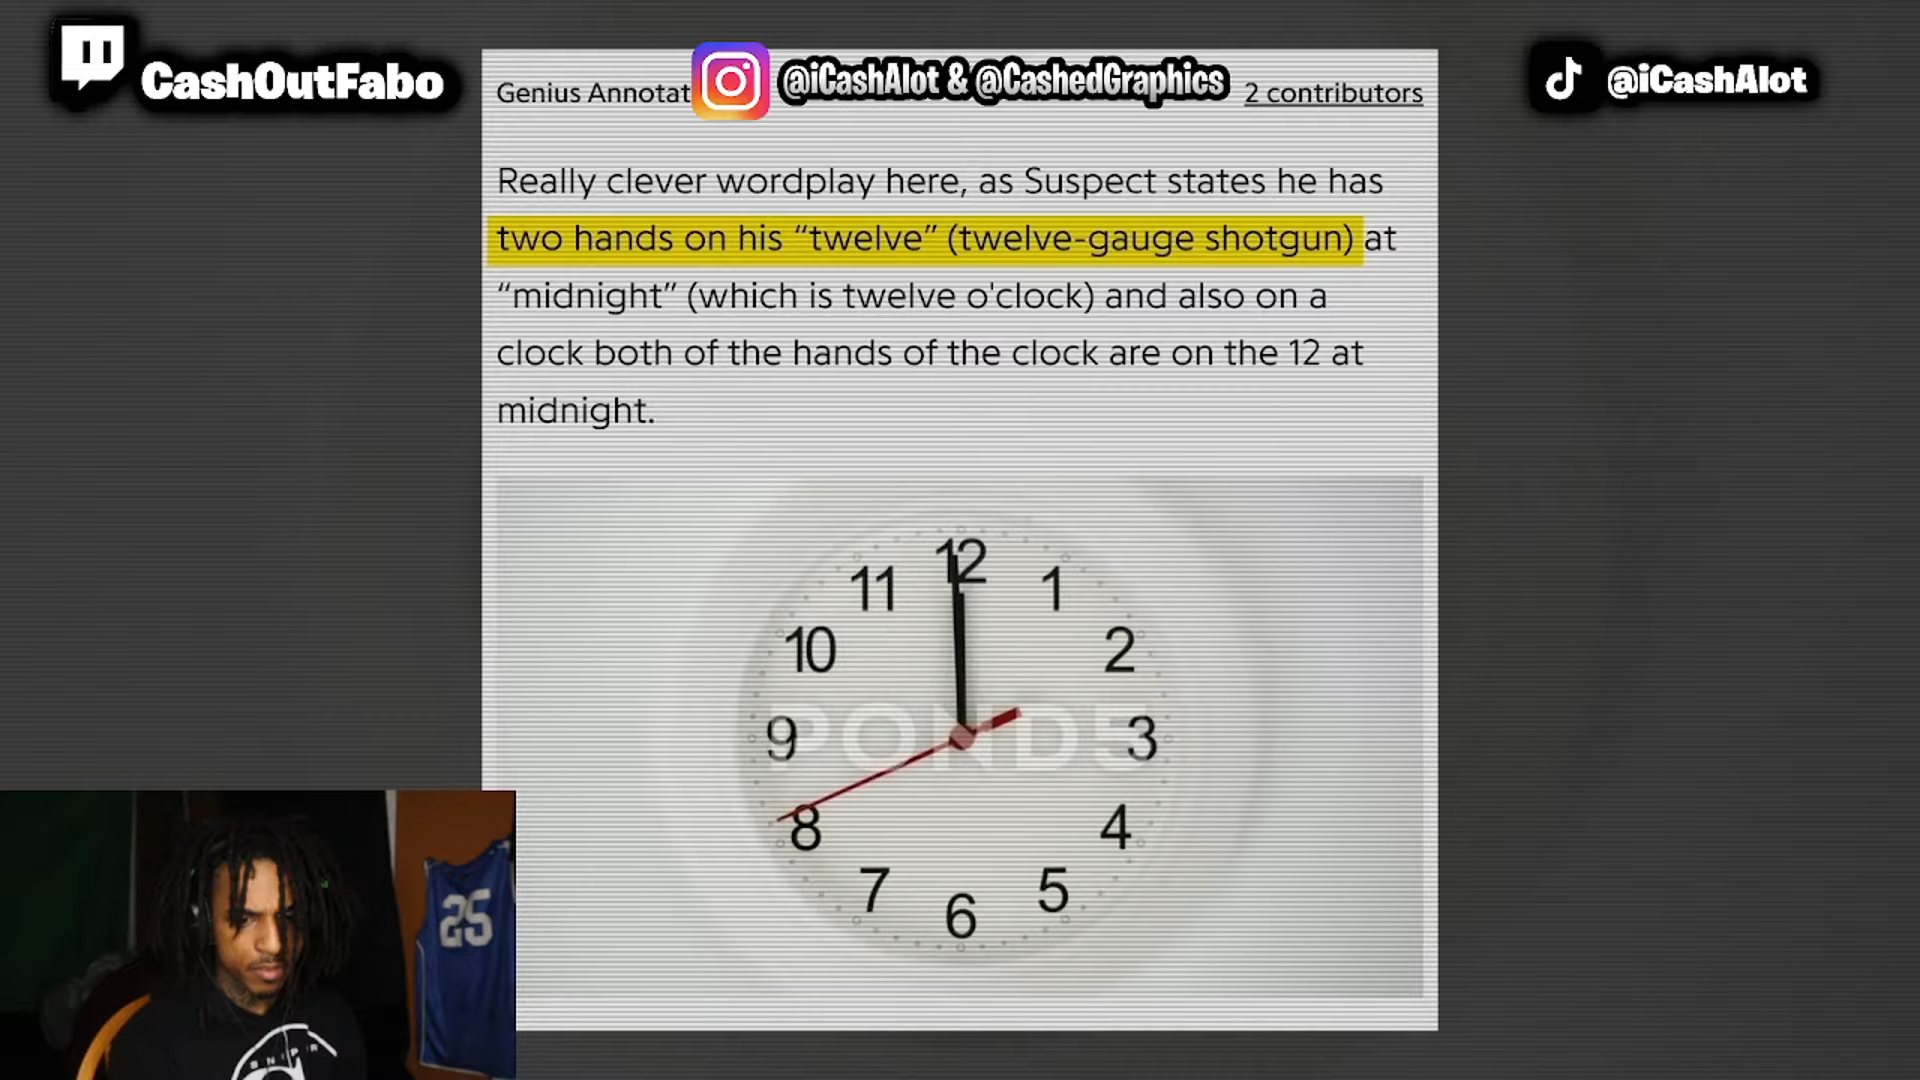 CashOutFabo
@iCashAlot & @CashedGraphics
@iCashAlot
Genius Annotat
2 contributors
Really clever wordplay here, as Suspect states he has
two hands on his “twelve” (twelve-gauge shotgun) at
“midnight” (which is twelve o'clock) and also on a
clock both of the hands of the clock are on the 12 at
midnight.
12
11
1
10
2
9
3
POND5
8
4
7
5
6
25
SNIPR